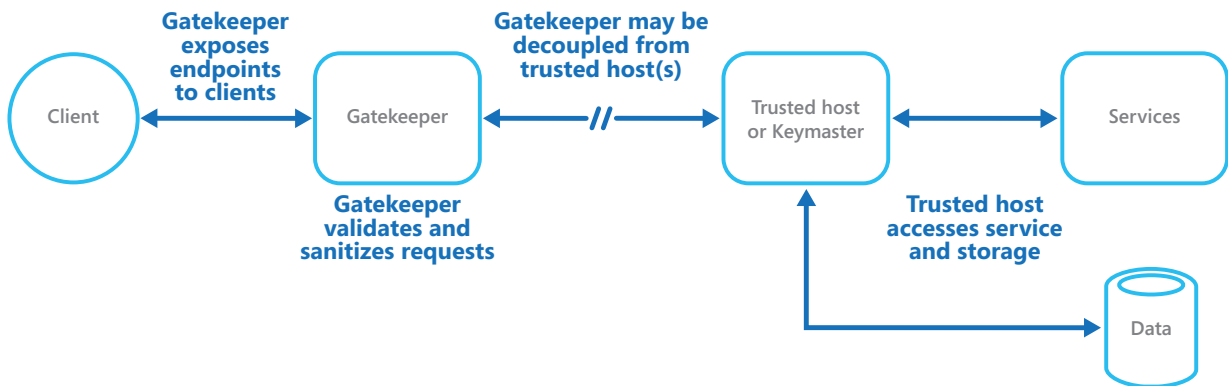 Gatekeeper
exposes
endpoints
to clients
Gatekeeper may be
decoupled from
trusted host(s)
Client
Gatekeeper
Trusted host
or Keymaster
Services
Gatekeeper
validates and
sanitizes requests
Trusted host
accesses service
and storage
Data